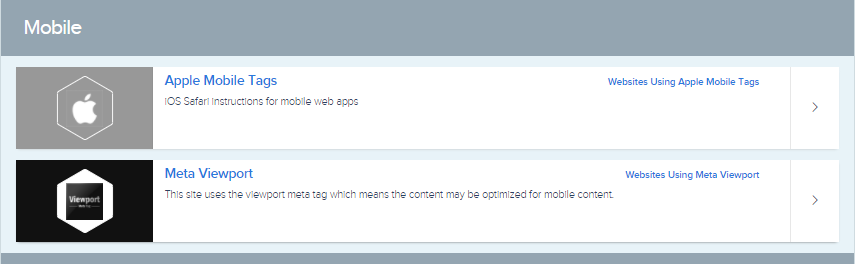 Mobile
Apple Mobile Tags
Websites Using Apple Mobile Tags
iOS Safari instructions for mobile web apps
Meta Viewport
Websites Using Meta Viewport
Viewport
This site uses the viewport meta tag which means the content may be optimized for mobile content.